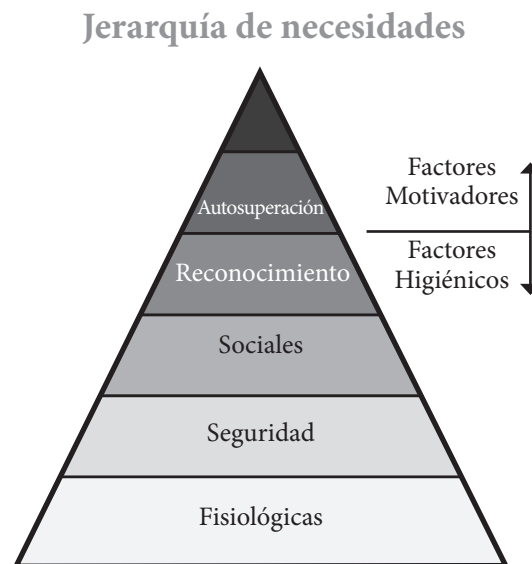 Jerarquía de necesidades
Autosuperación
Reconocimiento
Sociales
Seguridad
Fisiológicas
Factores
Motivadores
Factores
Higiénicos